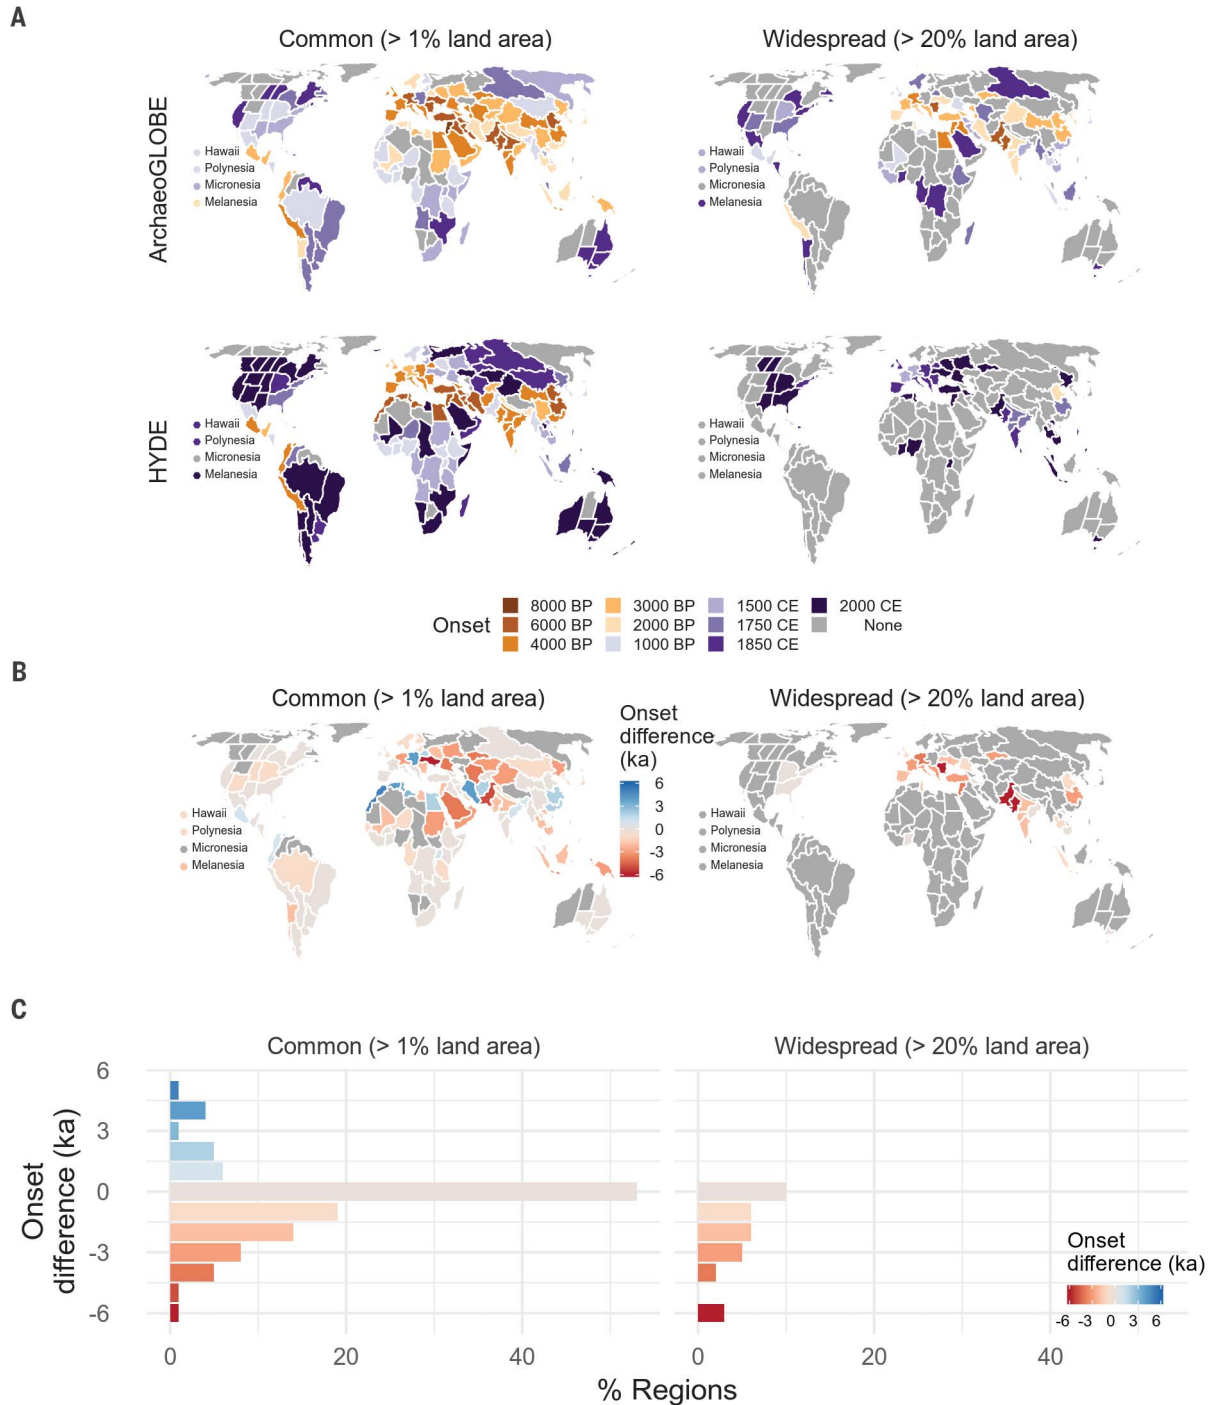 A
Common (> 1% land area)
Widespread (> 20% land area)
ArchaeoGLOBE
Hawaii
Polynesia
Micronesia
Melanesia
Hawaii
Polynesia
Micronesia
Melanesia
HYDE
Hawaii
Polynesia
Micronesia
Melanesia
Hawaii
Polynesia
Micronesia
Melanesia
Onset
8000 BP 3000 BP 1500 CE 2000 CE
6000 BP 2000 BP 1750 CE None
4000 BP 1000 BP 1850 CE
B
Common (> 1% land area)
Widespread (> 20% land area)
Onset
difference
(ka)
6
3
0
-3
-6
Hawaii
Polynesia
Micronesia
Melanesia
Hawaii
Polynesia
Micronesia
Melanesia
C
Common (> 1% land area)
Widespread (> 20% land area)
Onset
difference (ka)
6
3
0
-3
-6
Onset
difference (ka)
-6 -3 0 3 6
0 20 40
0 20 40
% Regions